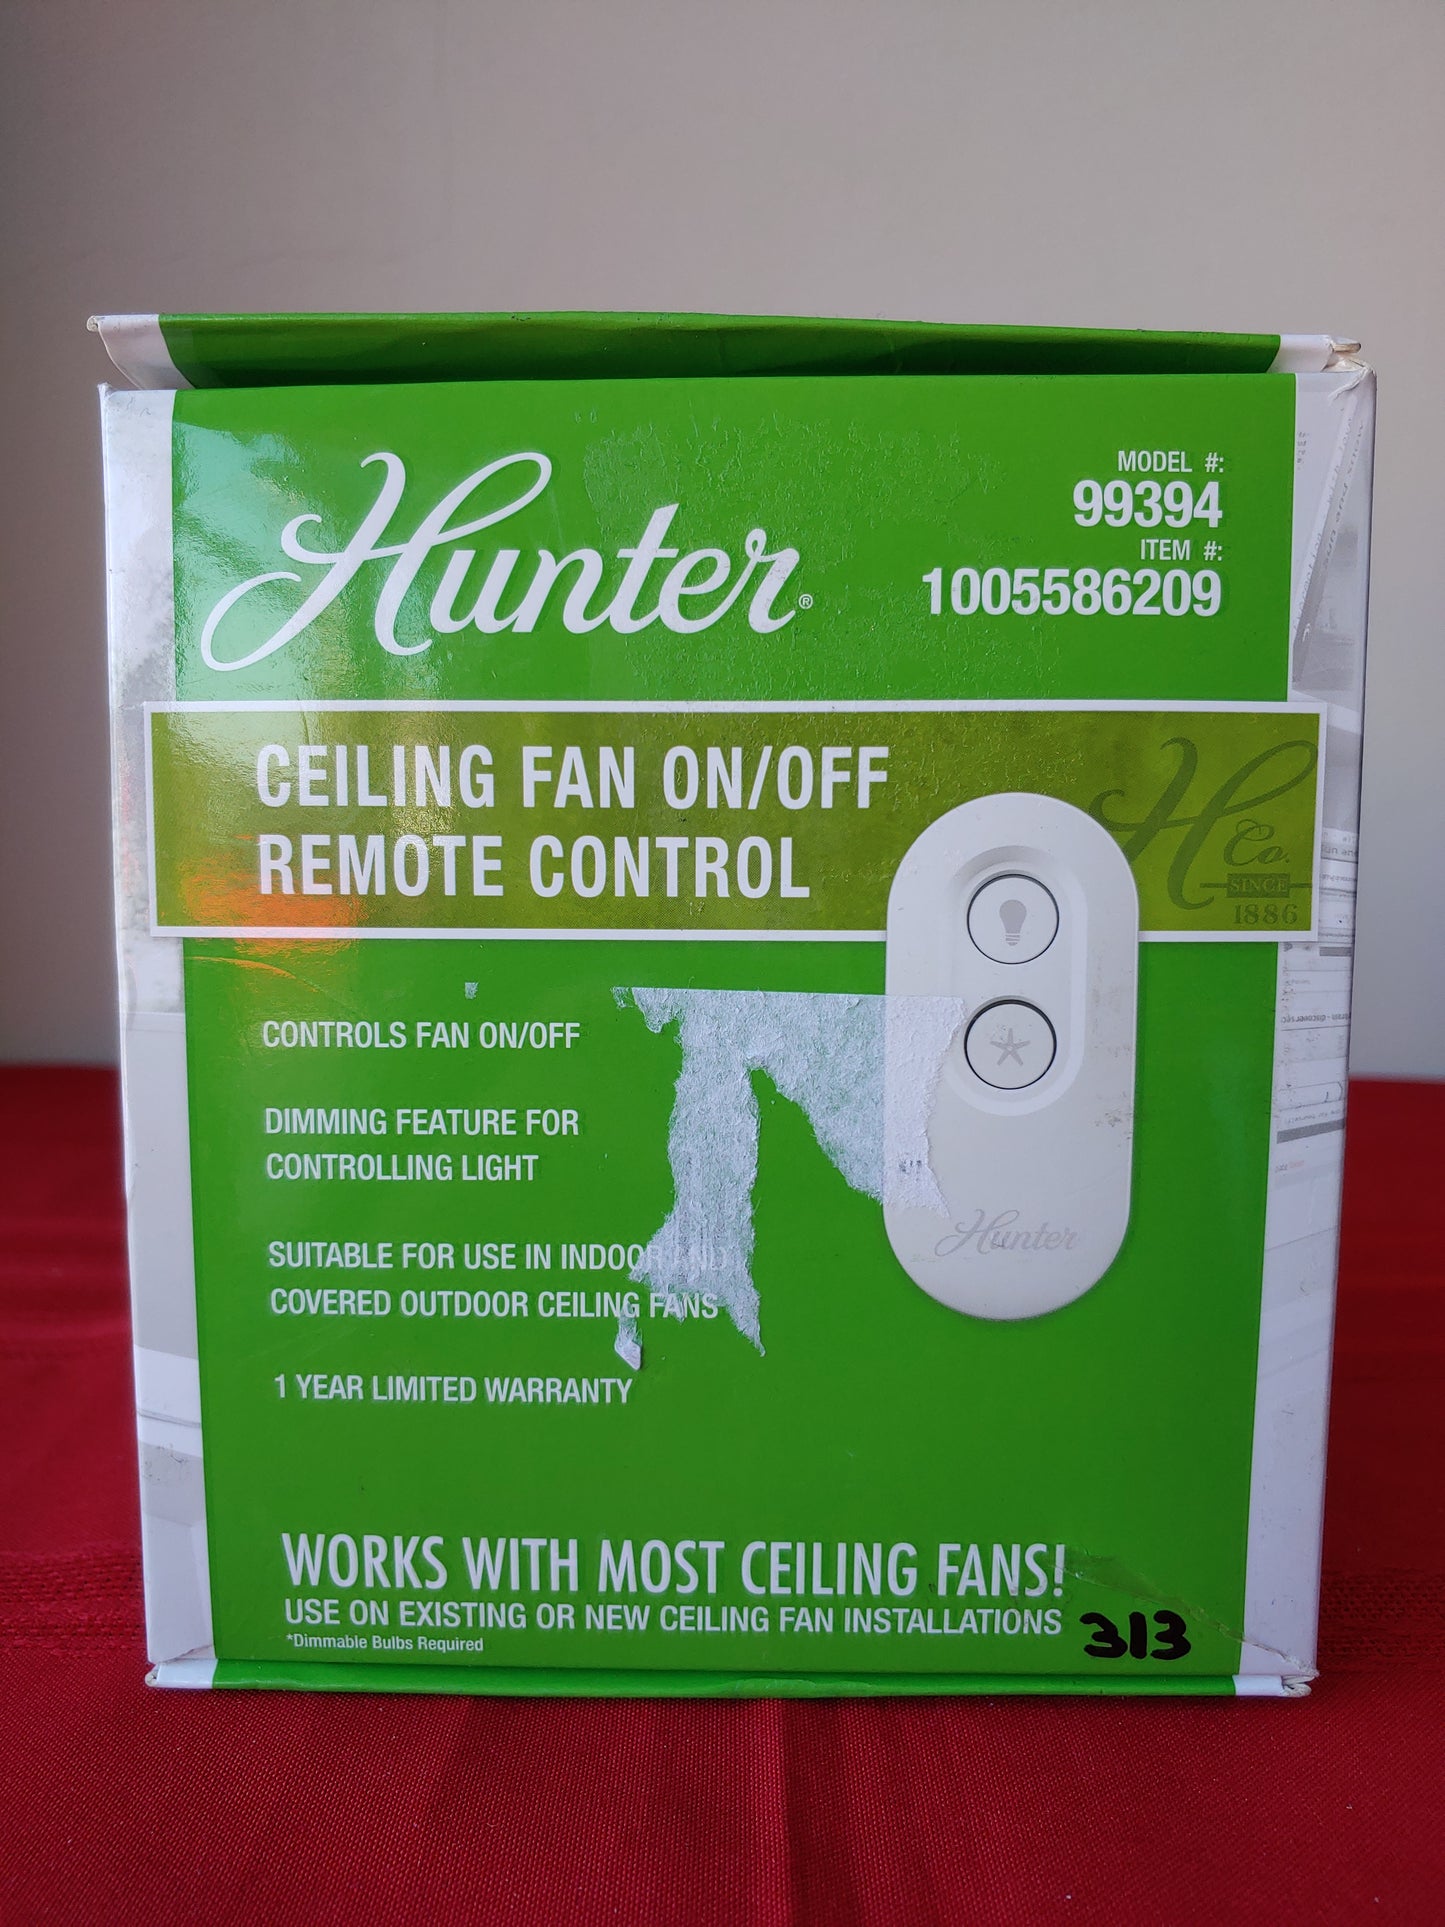 Hunter®
MODEL #:
99394
ITEM #:
1005586209
CEILING FAN ON/OFF
REMOTE CONTROL
H Co.
SINCE
1886
CONTROLS FAN ON/OFF
DIMMING FEATURE FOR
CONTROLLING LIGHT
SUITABLE FOR USE IN INDOOR AND
COVERED OUTDOOR CEILING FANS
1 YEAR LIMITED WARRANTY
Hunter
WORKS WITH MOST CEILING FANS!
USE ON EXISTING OR NEW CEILING FAN INSTALLATIONS
*Dimmable Bulbs Required
313